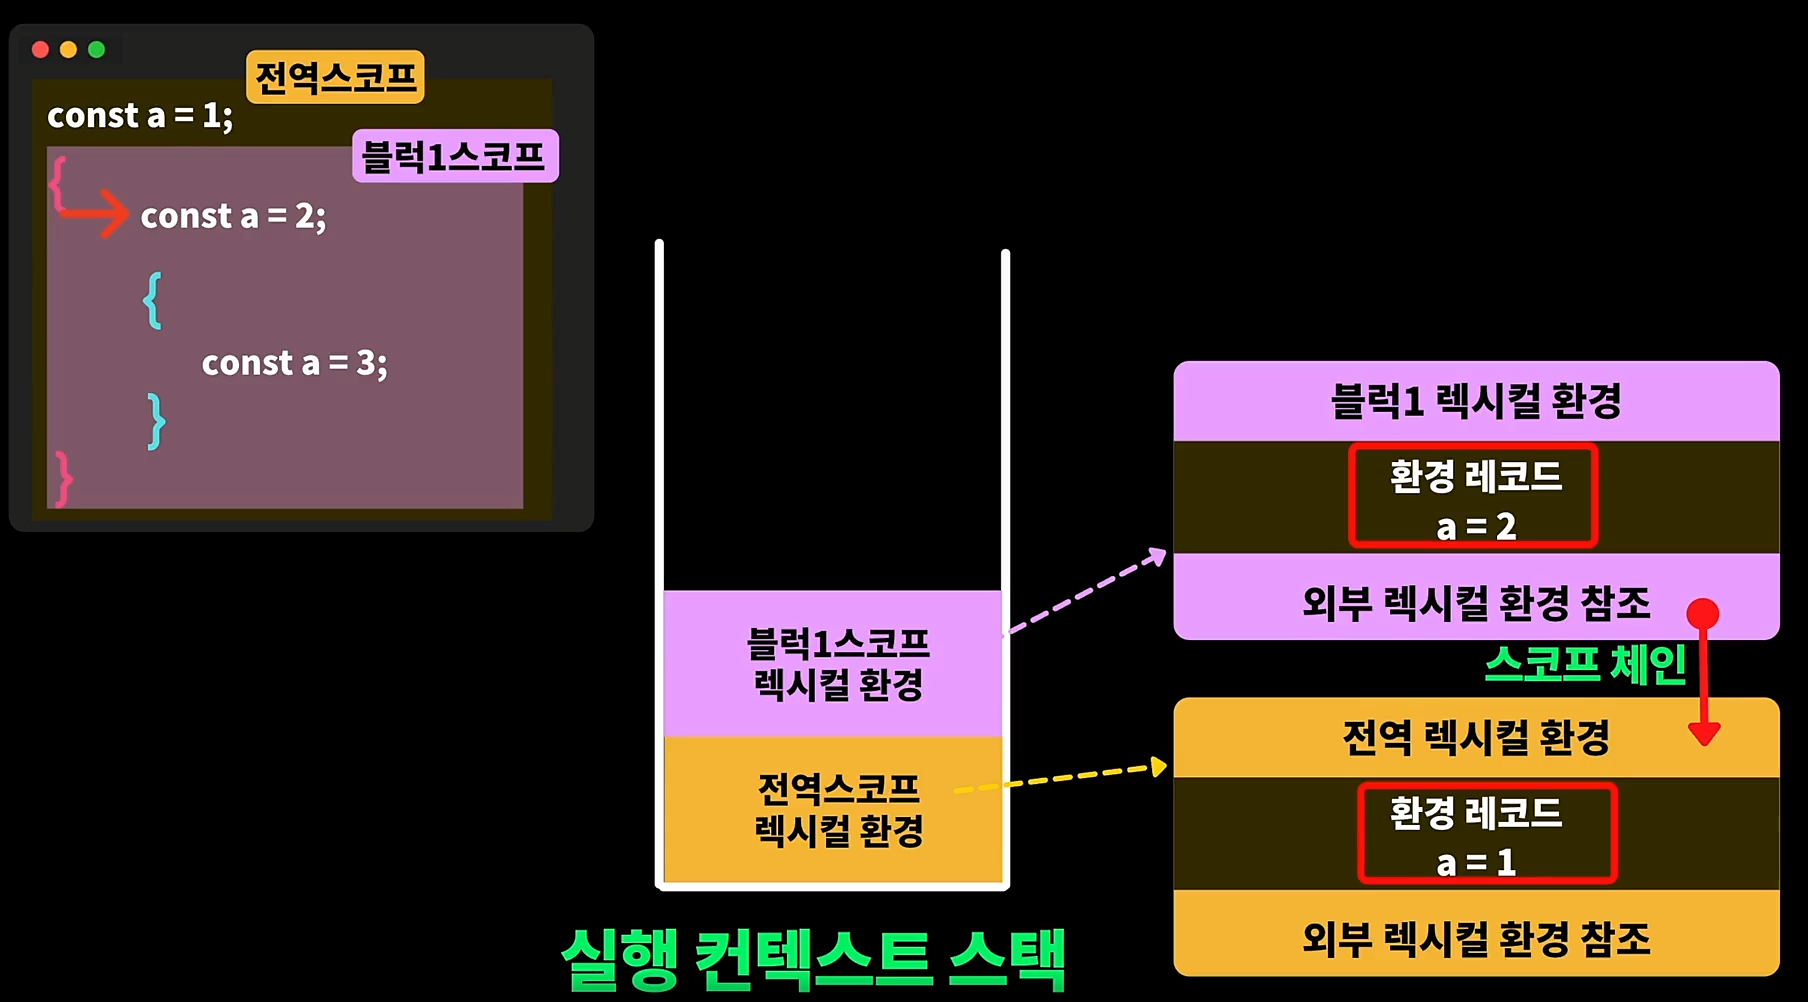 전역스코프
const a = 1;
블럭1스코프
{
const a = 2;
{
const a = 3;
}
}
블럭1스코프
렉시컬 환경
전역스코프
렉시컬 환경
실행 컨텍스트 스택
블럭1 렉시컬 환경
환경 레코드
a = 2
외부 렉시컬 환경 참조
스코프 체인
전역 렉시컬 환경
환경 레코드
a = 1
외부 렉시컬 환경 참조